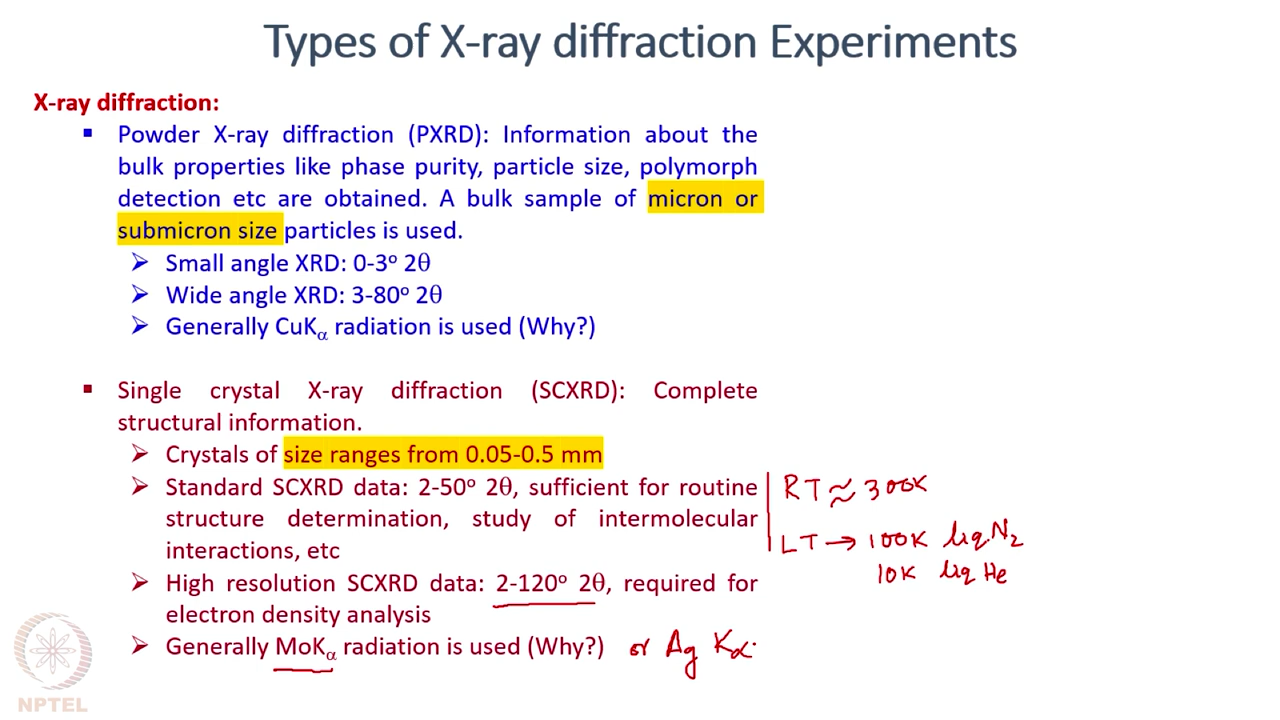 Types of X-ray diffraction Experiments
X-ray diffraction:
▪ Powder X-ray diffraction (PXRD): Information about the
bulk properties like phase purity, particle size, polymorph
detection etc are obtained. A bulk sample of micron or
submicron size particles is used.
➢ Small angle XRD: 0-3° 2θ
➢ Wide angle XRD: 3-80° 2θ
➢ Generally CuKα radiation is used (Why?)
▪ Single crystal X-ray diffraction (SCXRD): Complete
structural information.
➢ Crystals of size ranges from 0.05-0.5 mm
➢ Standard SCXRD data: 2-50° 2θ, sufficient for routine
structure determination, study of intermolecular
interactions, etc
➢ High resolution SCXRD data: 2-120° 2θ, required for
electron density analysis
➢ Generally MoKα radiation is used (Why?) or Ag Kα.
RT ≈ 300K
LT → 100K liq. N2
10K liq He
NPTEL